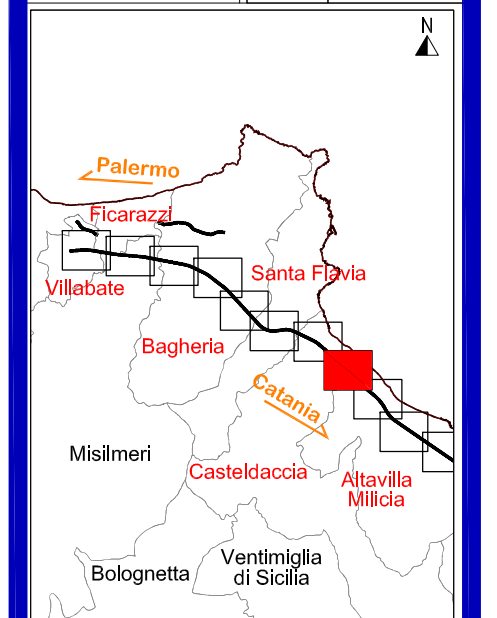 N
Palermo
Ficarazzi
Santa Flavia
Villabate
Bagheria
Catania
Misilmeri
Casteldaccia
Altavilla
Milicia
Ventimiglia
di Sicilia
Bolognetta